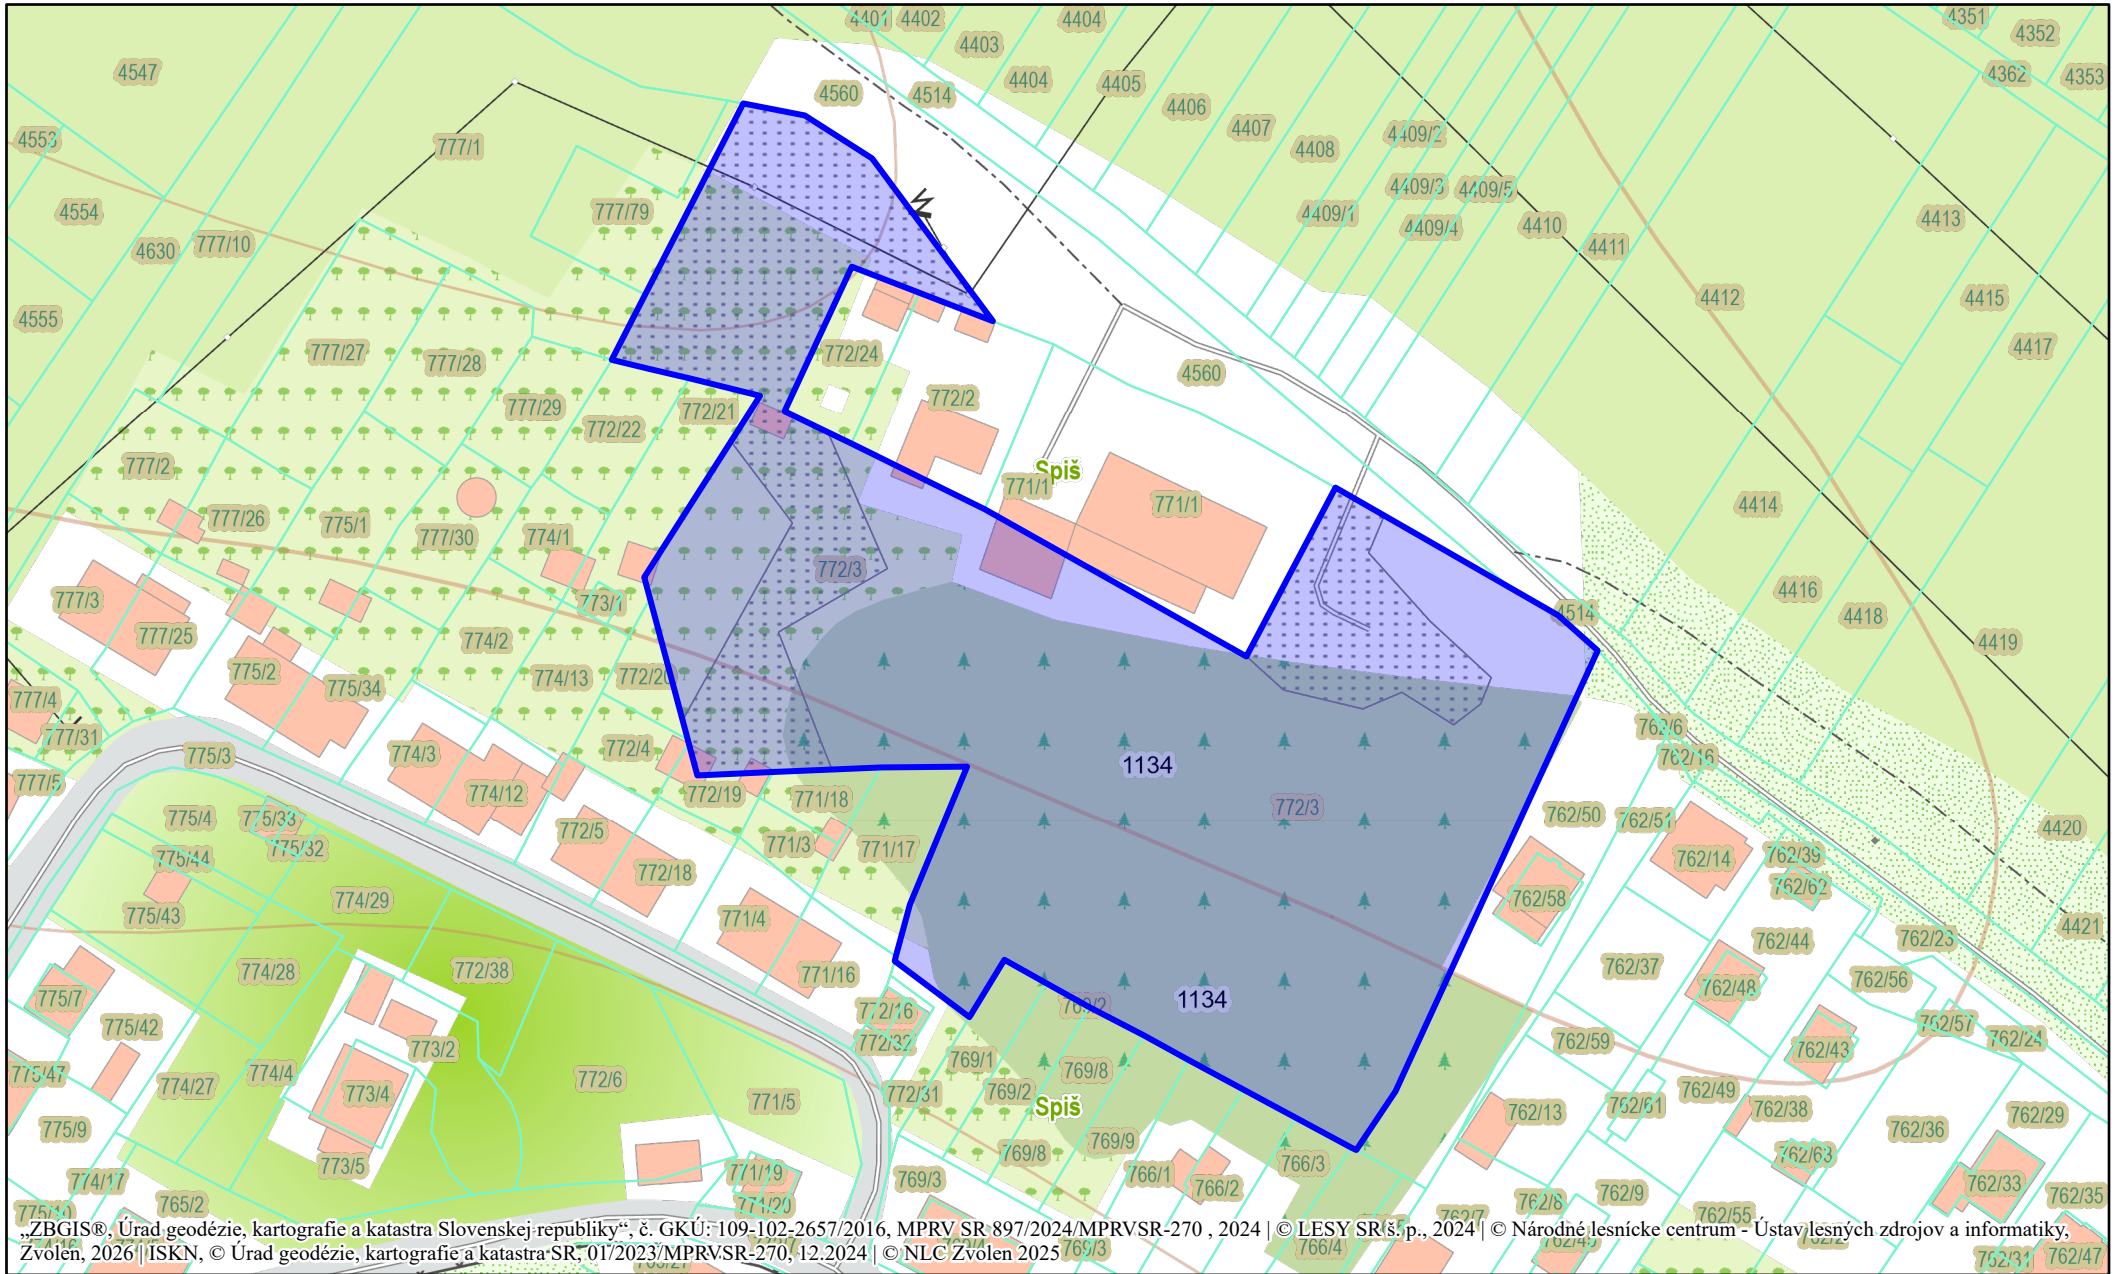 4401 4402 4404 4351
4352
4403
4547 4404 4405 4362 4353
4560 4514
4406
4407 4409/2
4553 777/1 4408
4409/3 4409/5
4554 777/79 4409/1 4409/4 4410 4413
4630 777/10 4411
4555 4412 4415
777/27 777/28 772/24 4417
4560
777/29 772/21 772/2
772/22
777/2 Spiš
771/1 771/1 4414
777/26 775/1 777/30 774/1
772/3
777/3 773/1 4514 4416 4418
777/25 774/2 4419
775/2 775/34 774/13 772/20
777/4 762/6
777/31 775/3 774/3 772/4 1134 762/16
777/5 774/12 772/19 771/18 772/3
775/4 775/33 772/5 762/50 762/51 4420
775/44 775/32 771/3 771/17 762/14 762/39
772/18 762/62
775/43 774/29 771/4 762/58 4421
762/44 762/23
774/28 772/38 771/16 762/37 762/48 762/56
775/7 1134
775/42 772/16 769/2 762/57 762/24
773/2 772/32 762/59 762/43
775/47 774/27 774/4 773/4 772/6 769/1 769/8
772/31 769/2 762/49
771/5 Spiš 762/13 762/61 762/38 762/29
775/9 769/9 762/36
773/5 769/8 766/3 762/63
774/17 771/19 769/3 766/1 766/2 762/33
765/2 771/20 762/8 762/9 762/35
775/10 762/7 762/55
„ZBGIS®, Úrad geodézie, kartografie a katastra Slovenskej republiky“, č. GKÚ: 109-102-2657/2016, MPRV SR 897/2024/MPRVSR-270 , 2024 | © LESY SR š. p., 2024 | © Národné lesnícke centrum - Ústav lesných zdrojov a informatiky,
Zvolen, 2026 | ISKN, © Úrad geodézie, kartografie a katastra SR, 01/2023/MPRVSR-270, 12.2024 | © NLC Zvolen 2025
769/3 766/4 762/31 762/47